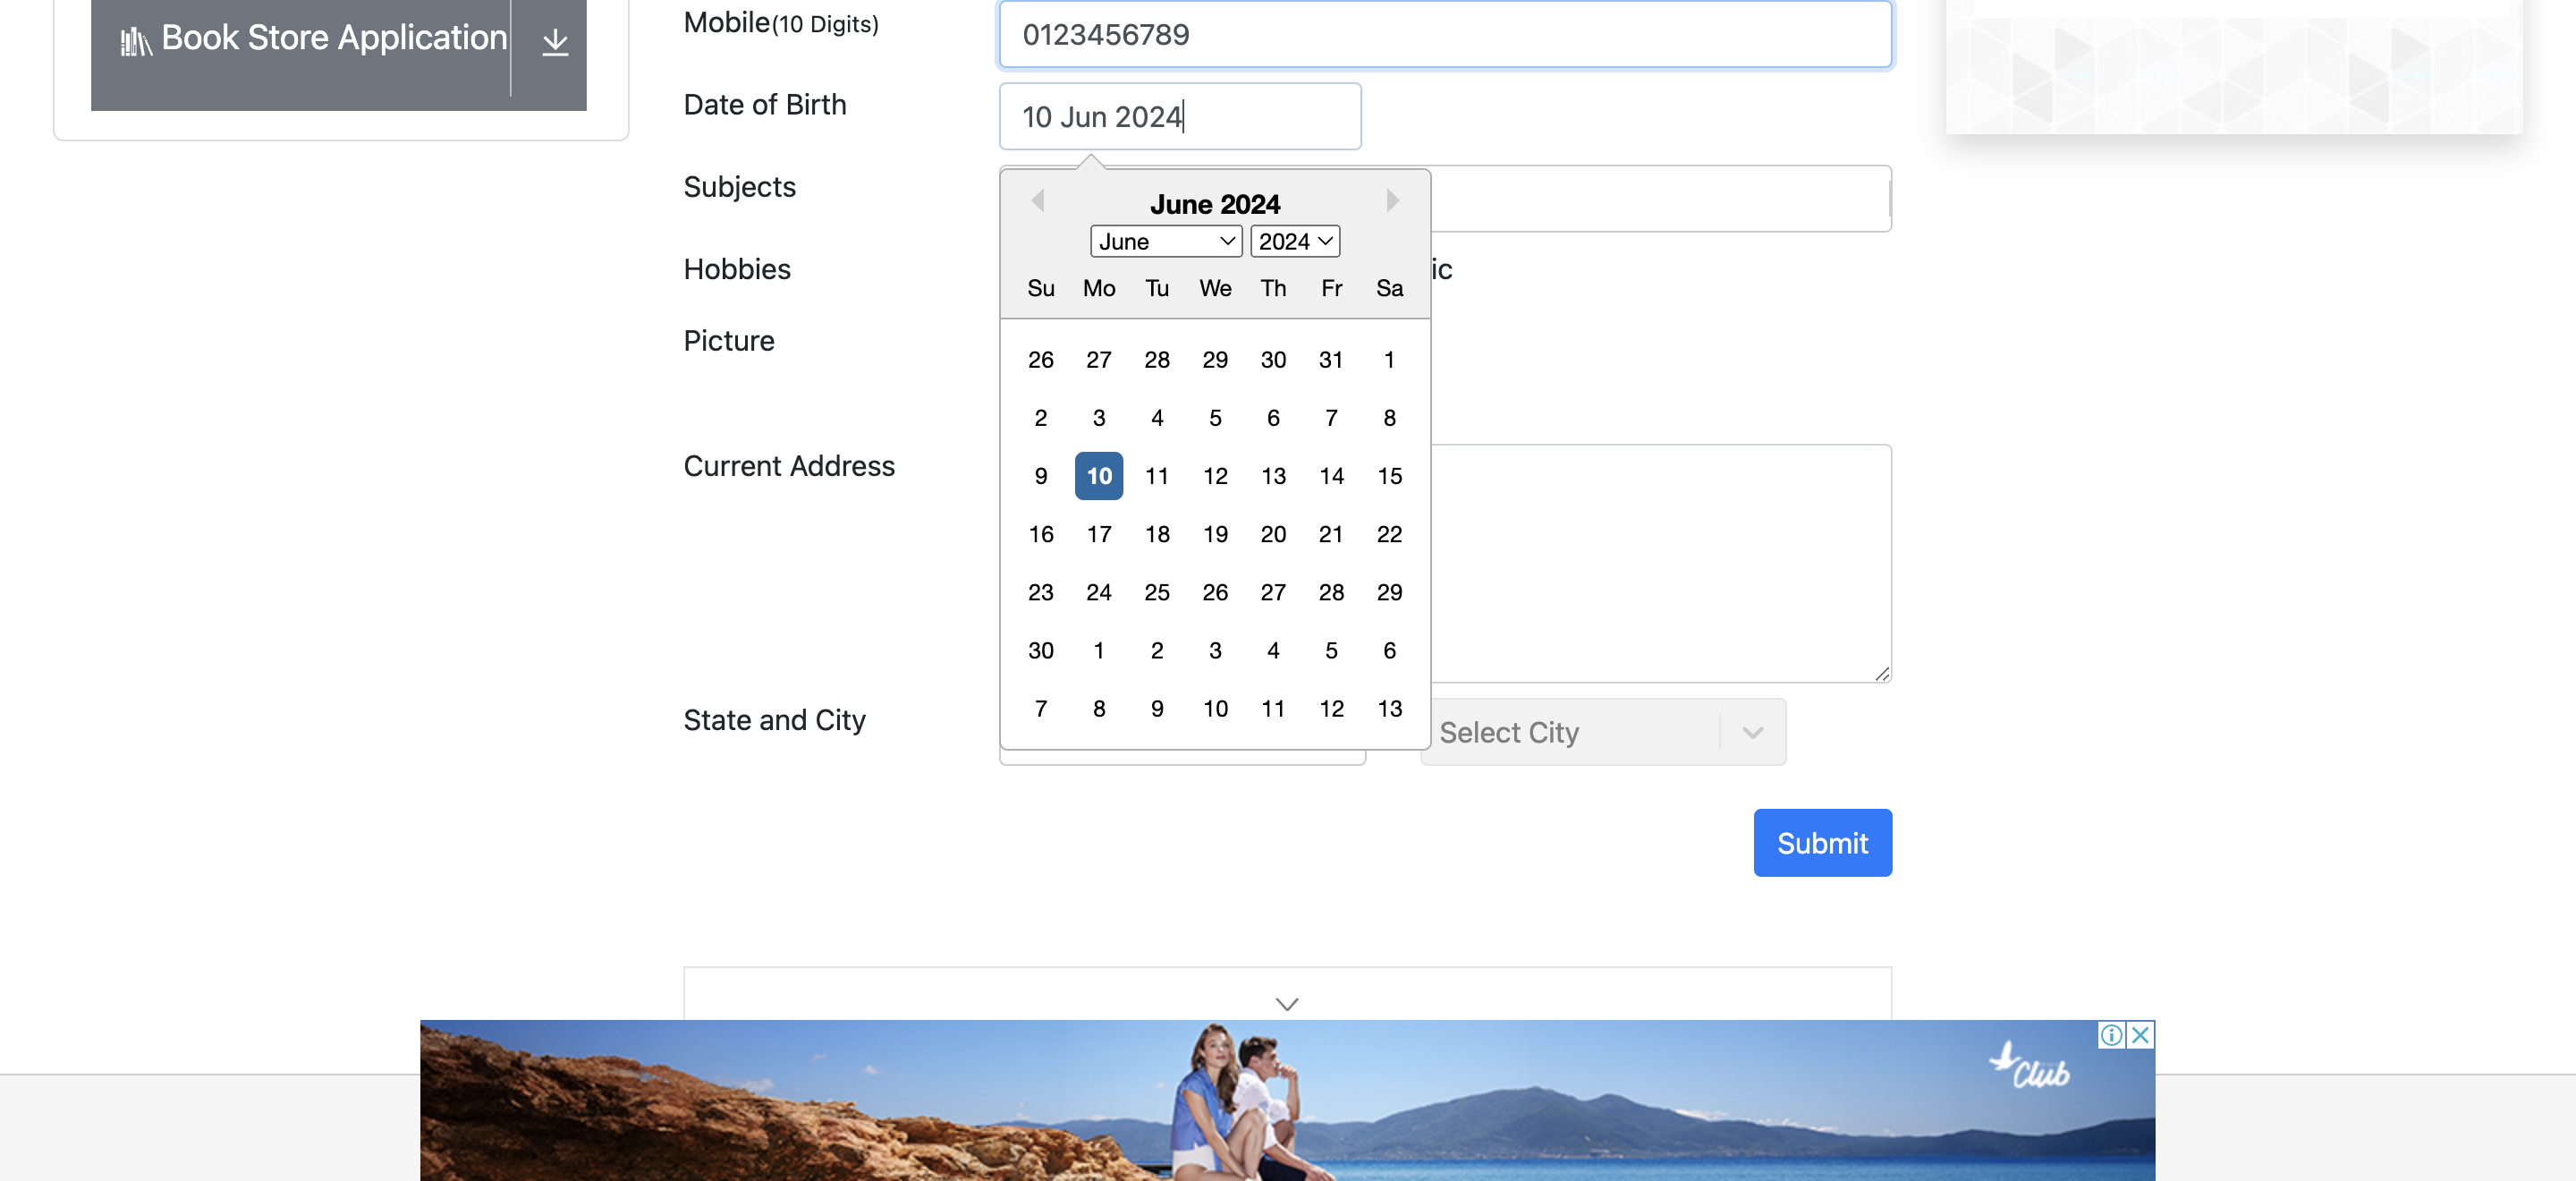 Book Store Application
Mobile(10 Digits)
0123456789
Date of Birth
10 Jun 2024
Subjects
June 2024
June
2024
Hobbies
ic
Su Mo Tu We Th Fr Sa
Picture
26 27 28 29 30 31 1
2 3 4 5 6 7 8
Current Address
9 10 11 12 13 14 15
16 17 18 19 20 21 22
23 24 25 26 27 28 29
30 1 2 3 4 5 6
7 8 9 10 11 12 13
State and City
Select City
Submit
Club